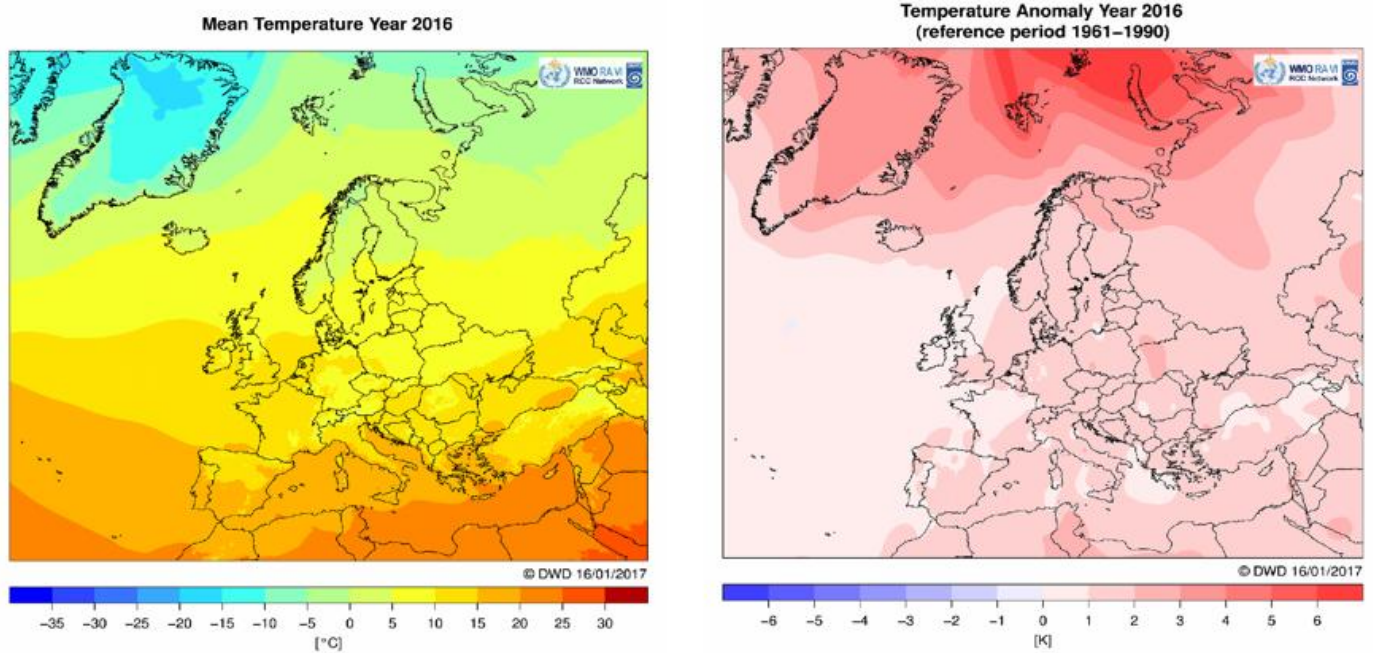 Mean Temperature Year 2016
WMO RA VI
RCC Network
DWD
© DWD 16/01/2017
−35 −30 −25 −20 −15 −10 −5 0 5 10 15 20 25 30
[°C]
Temperature Anomaly Year 2016
(reference period 1961−1990)
WMO RA VI
RCC Network
DWD
© DWD 16/01/2017
−6 −5 −4 −3 −2 −1 0 1 2 3 4 5 6
[K]